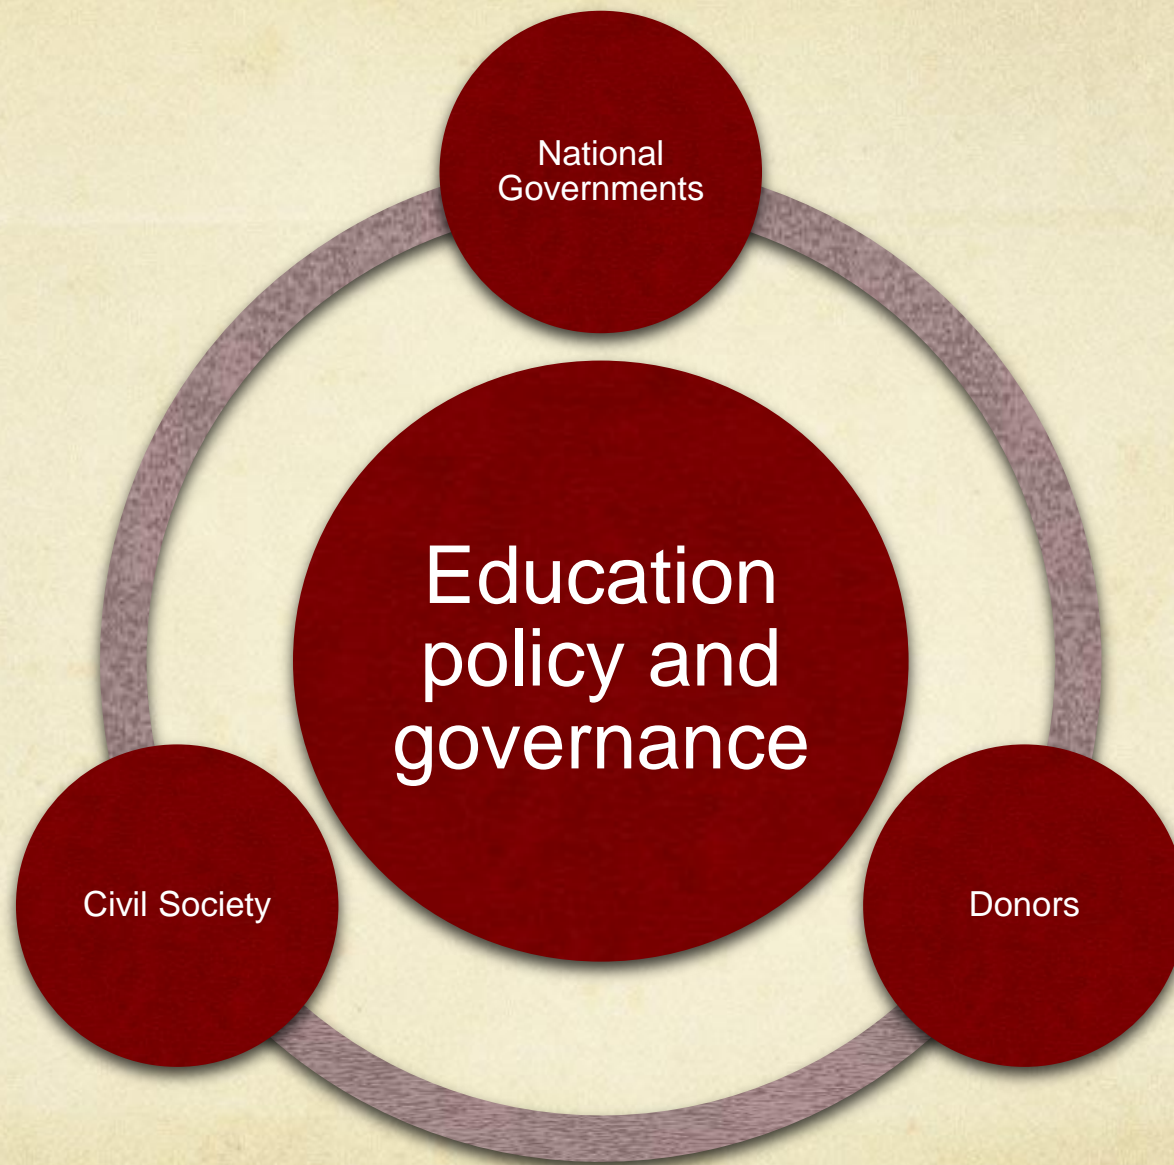 National
Governments
Education
policy and
governance
Civil Society
Donors